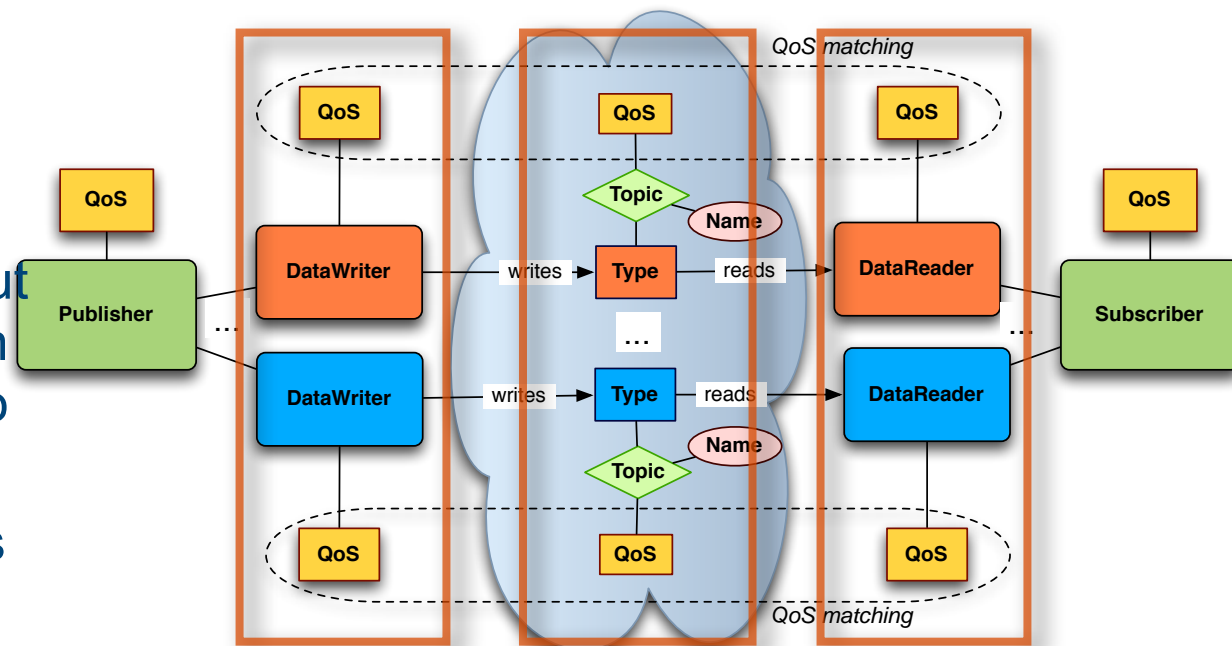 QoS matching
QoS
QoS
QoS
QoS
QoS
Topic
Name
DataWriter
writes
Type
reads
DataReader
Publisher
...
...
...
Subscriber
DataWriter
writes
Type
reads
DataReader
Name
Topic
QoS
QoS
QoS
QoS matching